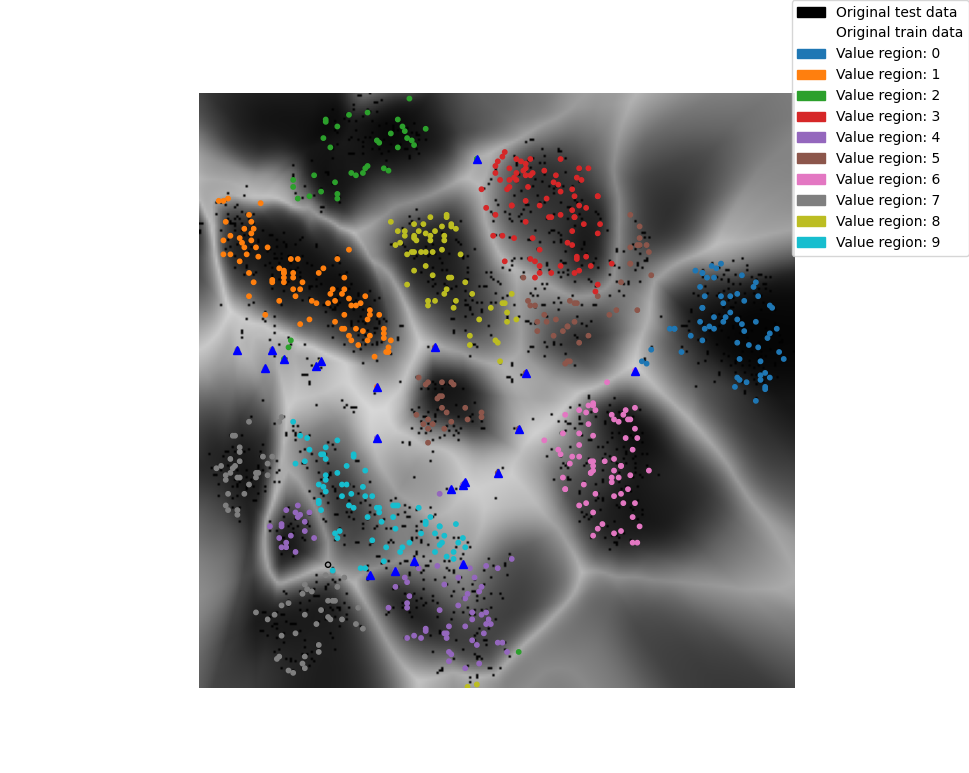 Original test data
Original train data
Value region: 0
Value region: 1
Value region: 2
Value region: 3
Value region: 4
Value region: 5
Value region: 6
Value region: 7
Value region: 8
Value region: 9